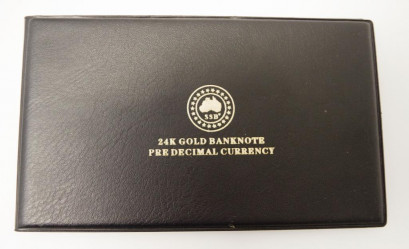 SSB
24K GOLD BANKNOTE
PRE DECIMAL CURRENCY